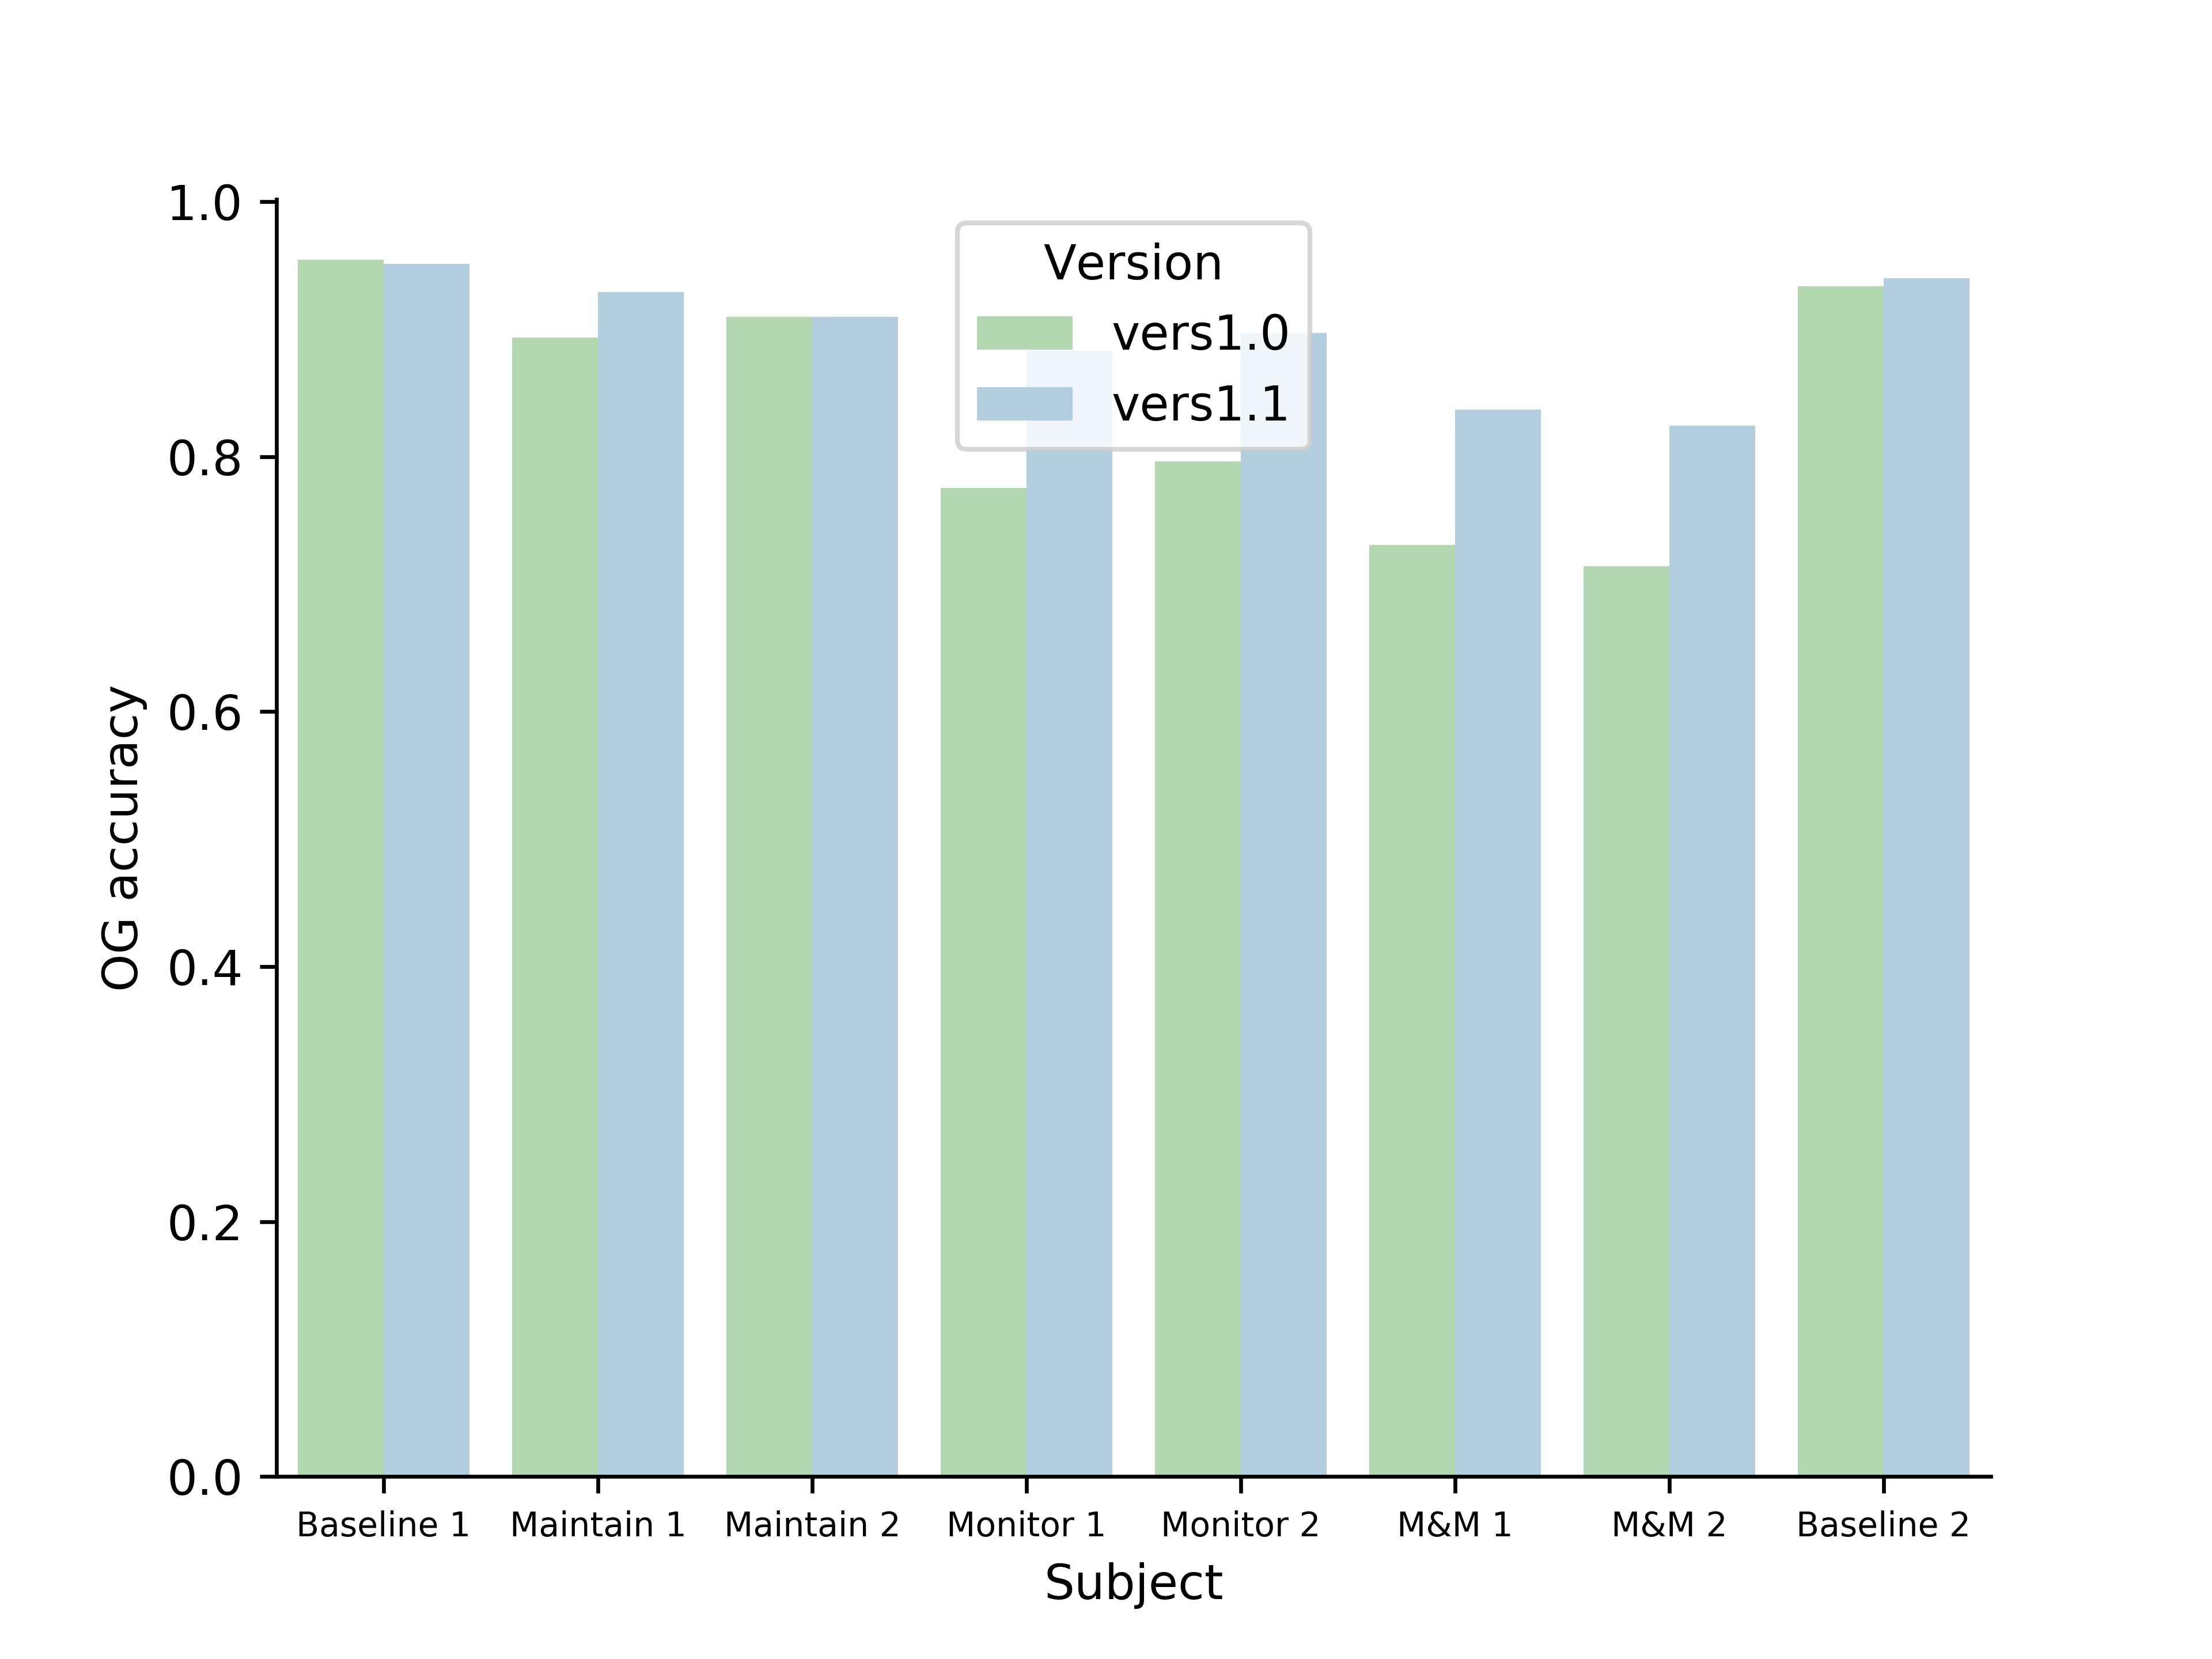 1.0
0.8
0.6
0.4
0.2
0.0
OG accuracy
Version
vers1.0
vers1.1
Baseline 1 Maintain 1 Maintain 2 Monitor 1 Monitor 2 M&M 1 M&M 2 Baseline 2
Subject